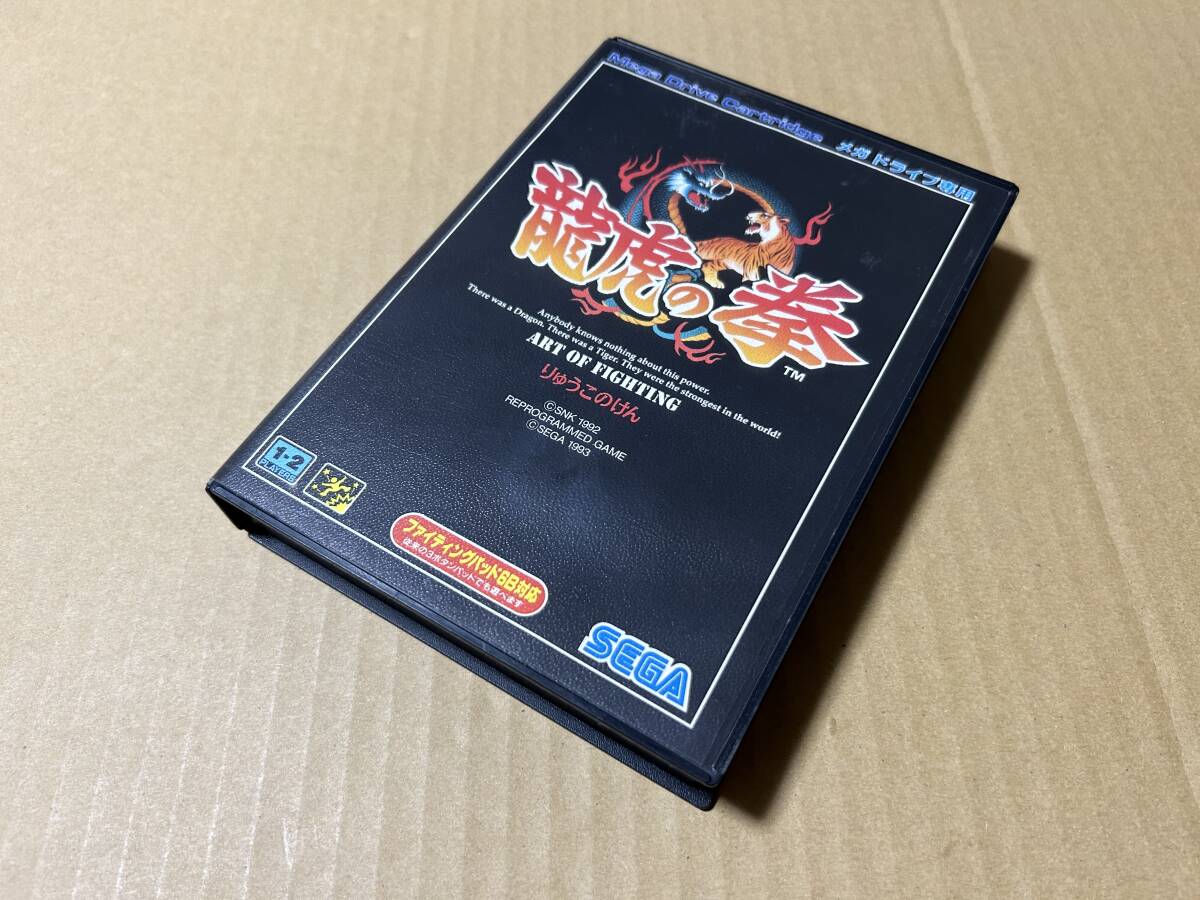 Mega Drive Cartridge メガドライブ専用
龍虎の拳
TM
Anybody knows nothing about this power.
There was a Dragon. There was a Tiger. They were the strongest in the world!
ART OF FIGHTING
りゅうこのけん
©SNK 1992
REPROGRAMMED GAME
©SEGA 1993
1-2
PLAYERS
ファイティングパッド6B対応
従来の3ボタンパッドでも遊べます
SEGA